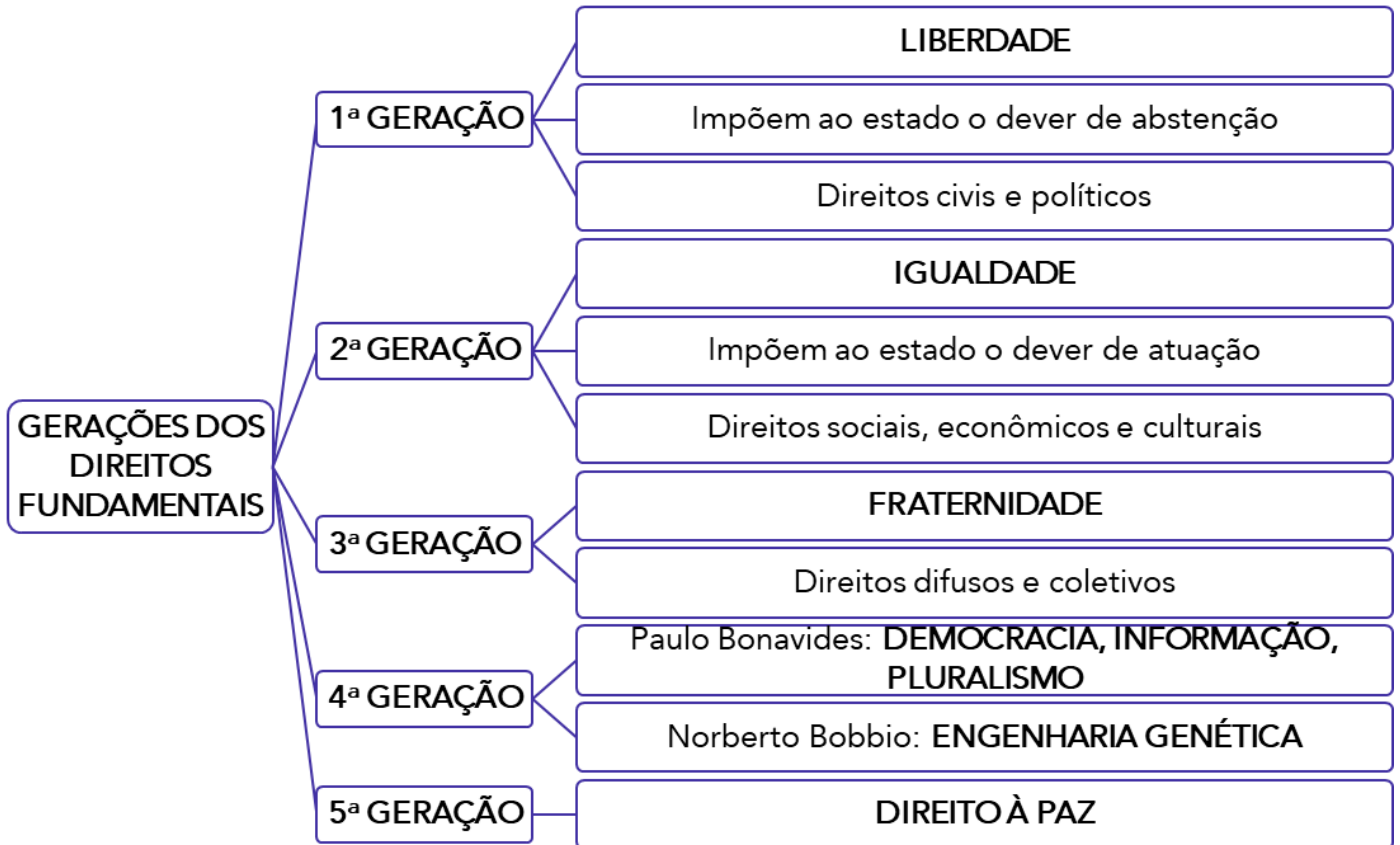 LIBERDADE
1ª GERAÇÃO
Impõem ao estado o dever de abstenção
Direitos civis e políticos
IGUALDADE
2ª GERAÇÃO
Impõem ao estado o dever de atuação
Direitos sociais, econômicos e culturais
GERAÇÕES DOS
DIREITOS
FUNDAMENTAIS
FRATERNIDADE
3ª GERAÇÃO
Direitos difusos e coletivos
Paulo Bonavides: DEMOCRACIA, INFORMAÇÃO,
PLURALISMO
4ª GERAÇÃO
Norberto Bobbio: ENGENHARIA GENÉTICA
5ª GERAÇÃO
DIREITO À PAZ